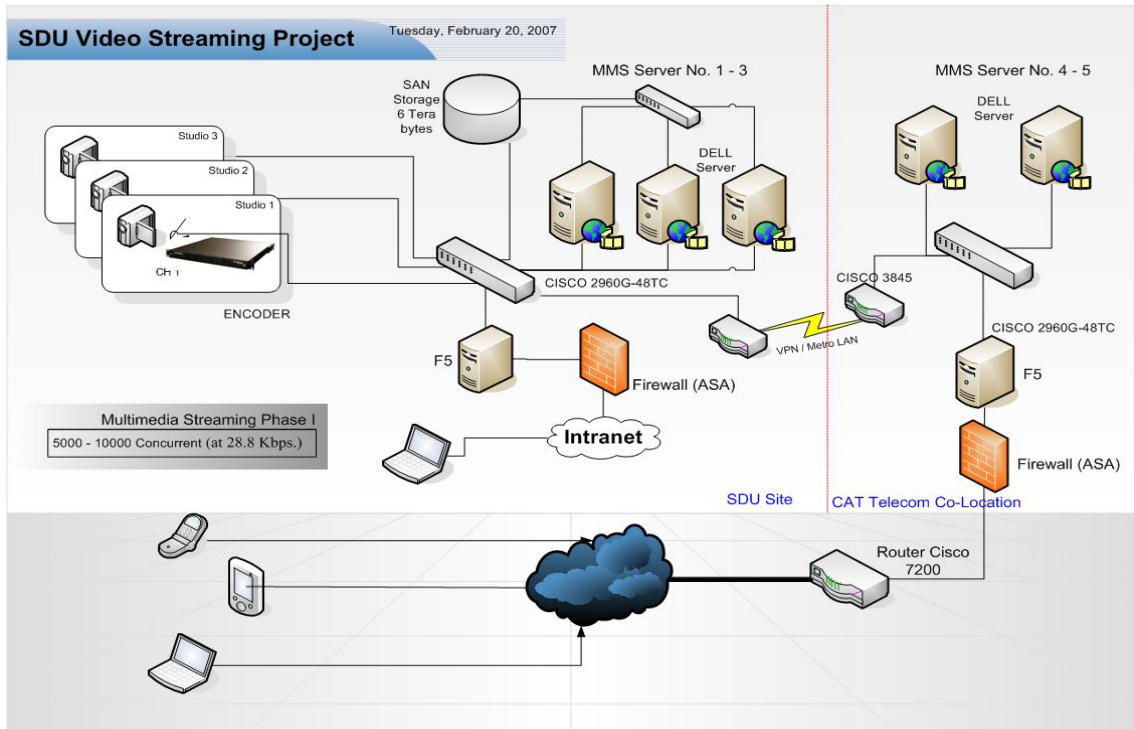 SDU Video Streaming Project
Tuesday, February 20, 2007
SAN
Storage
6 Tera
bytes
MMS Server No. 1 - 3
MMS Server No. 4 - 5
DELL
Server
DELL
Server
Studio 3
Studio 2
Studio 1
CH 1
ENCODER
CISCO 2960G-48TC
CISCO 3845
VPN / Metro LAN
CISCO 2960G-48TC
F5
Firewall (ASA)
F5
Multimedia Streaming Phase I
5000 - 10000 Concurrent (at 28.8 Kbps.)
Intranet
Firewall (ASA)
SDU Site
CAT Telecom Co-Location
Router Cisco
7200